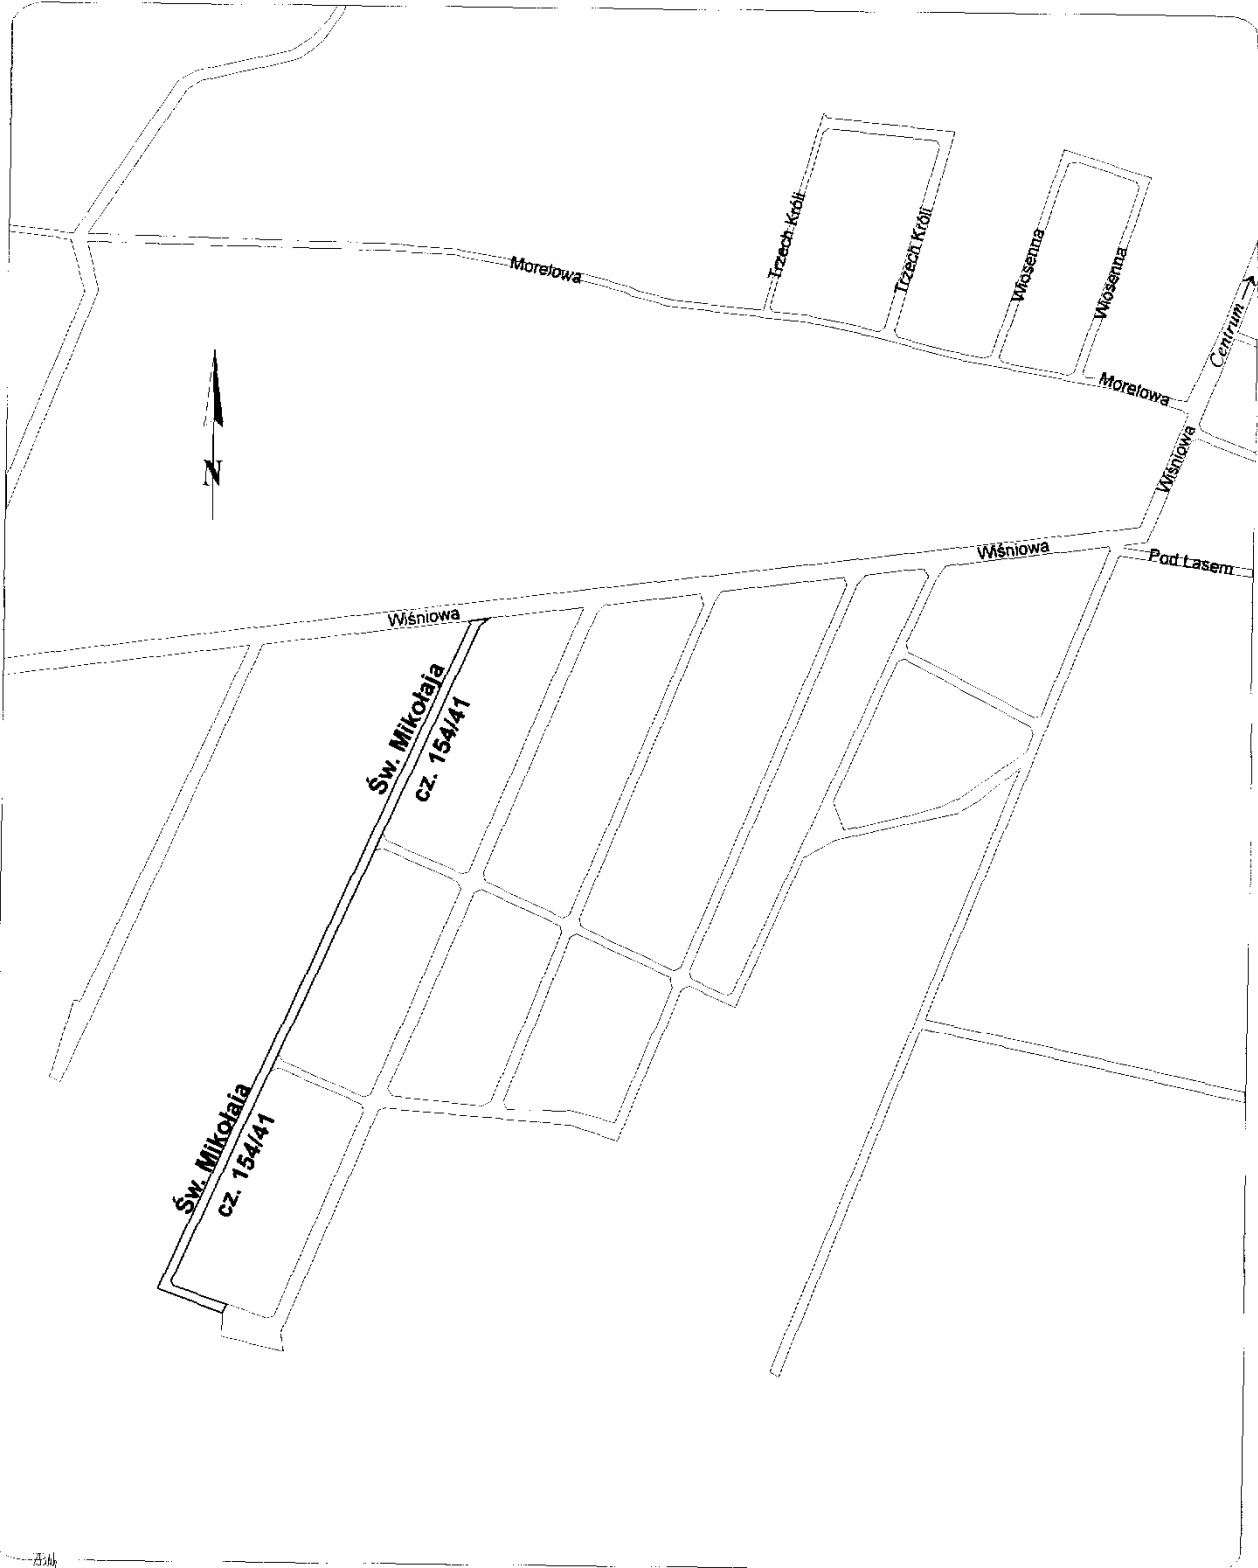 Trzech Króli
Trzech Króli
Wiosenna
Wiosenna
Morelowa
Centrum
Morelowa
Wiśniowa
N
Wiśniowa
Pod Lasem
Wiśniowa
Św. Mikołaja
cz. 154/41
Św. Mikołaja
cz. 154/41